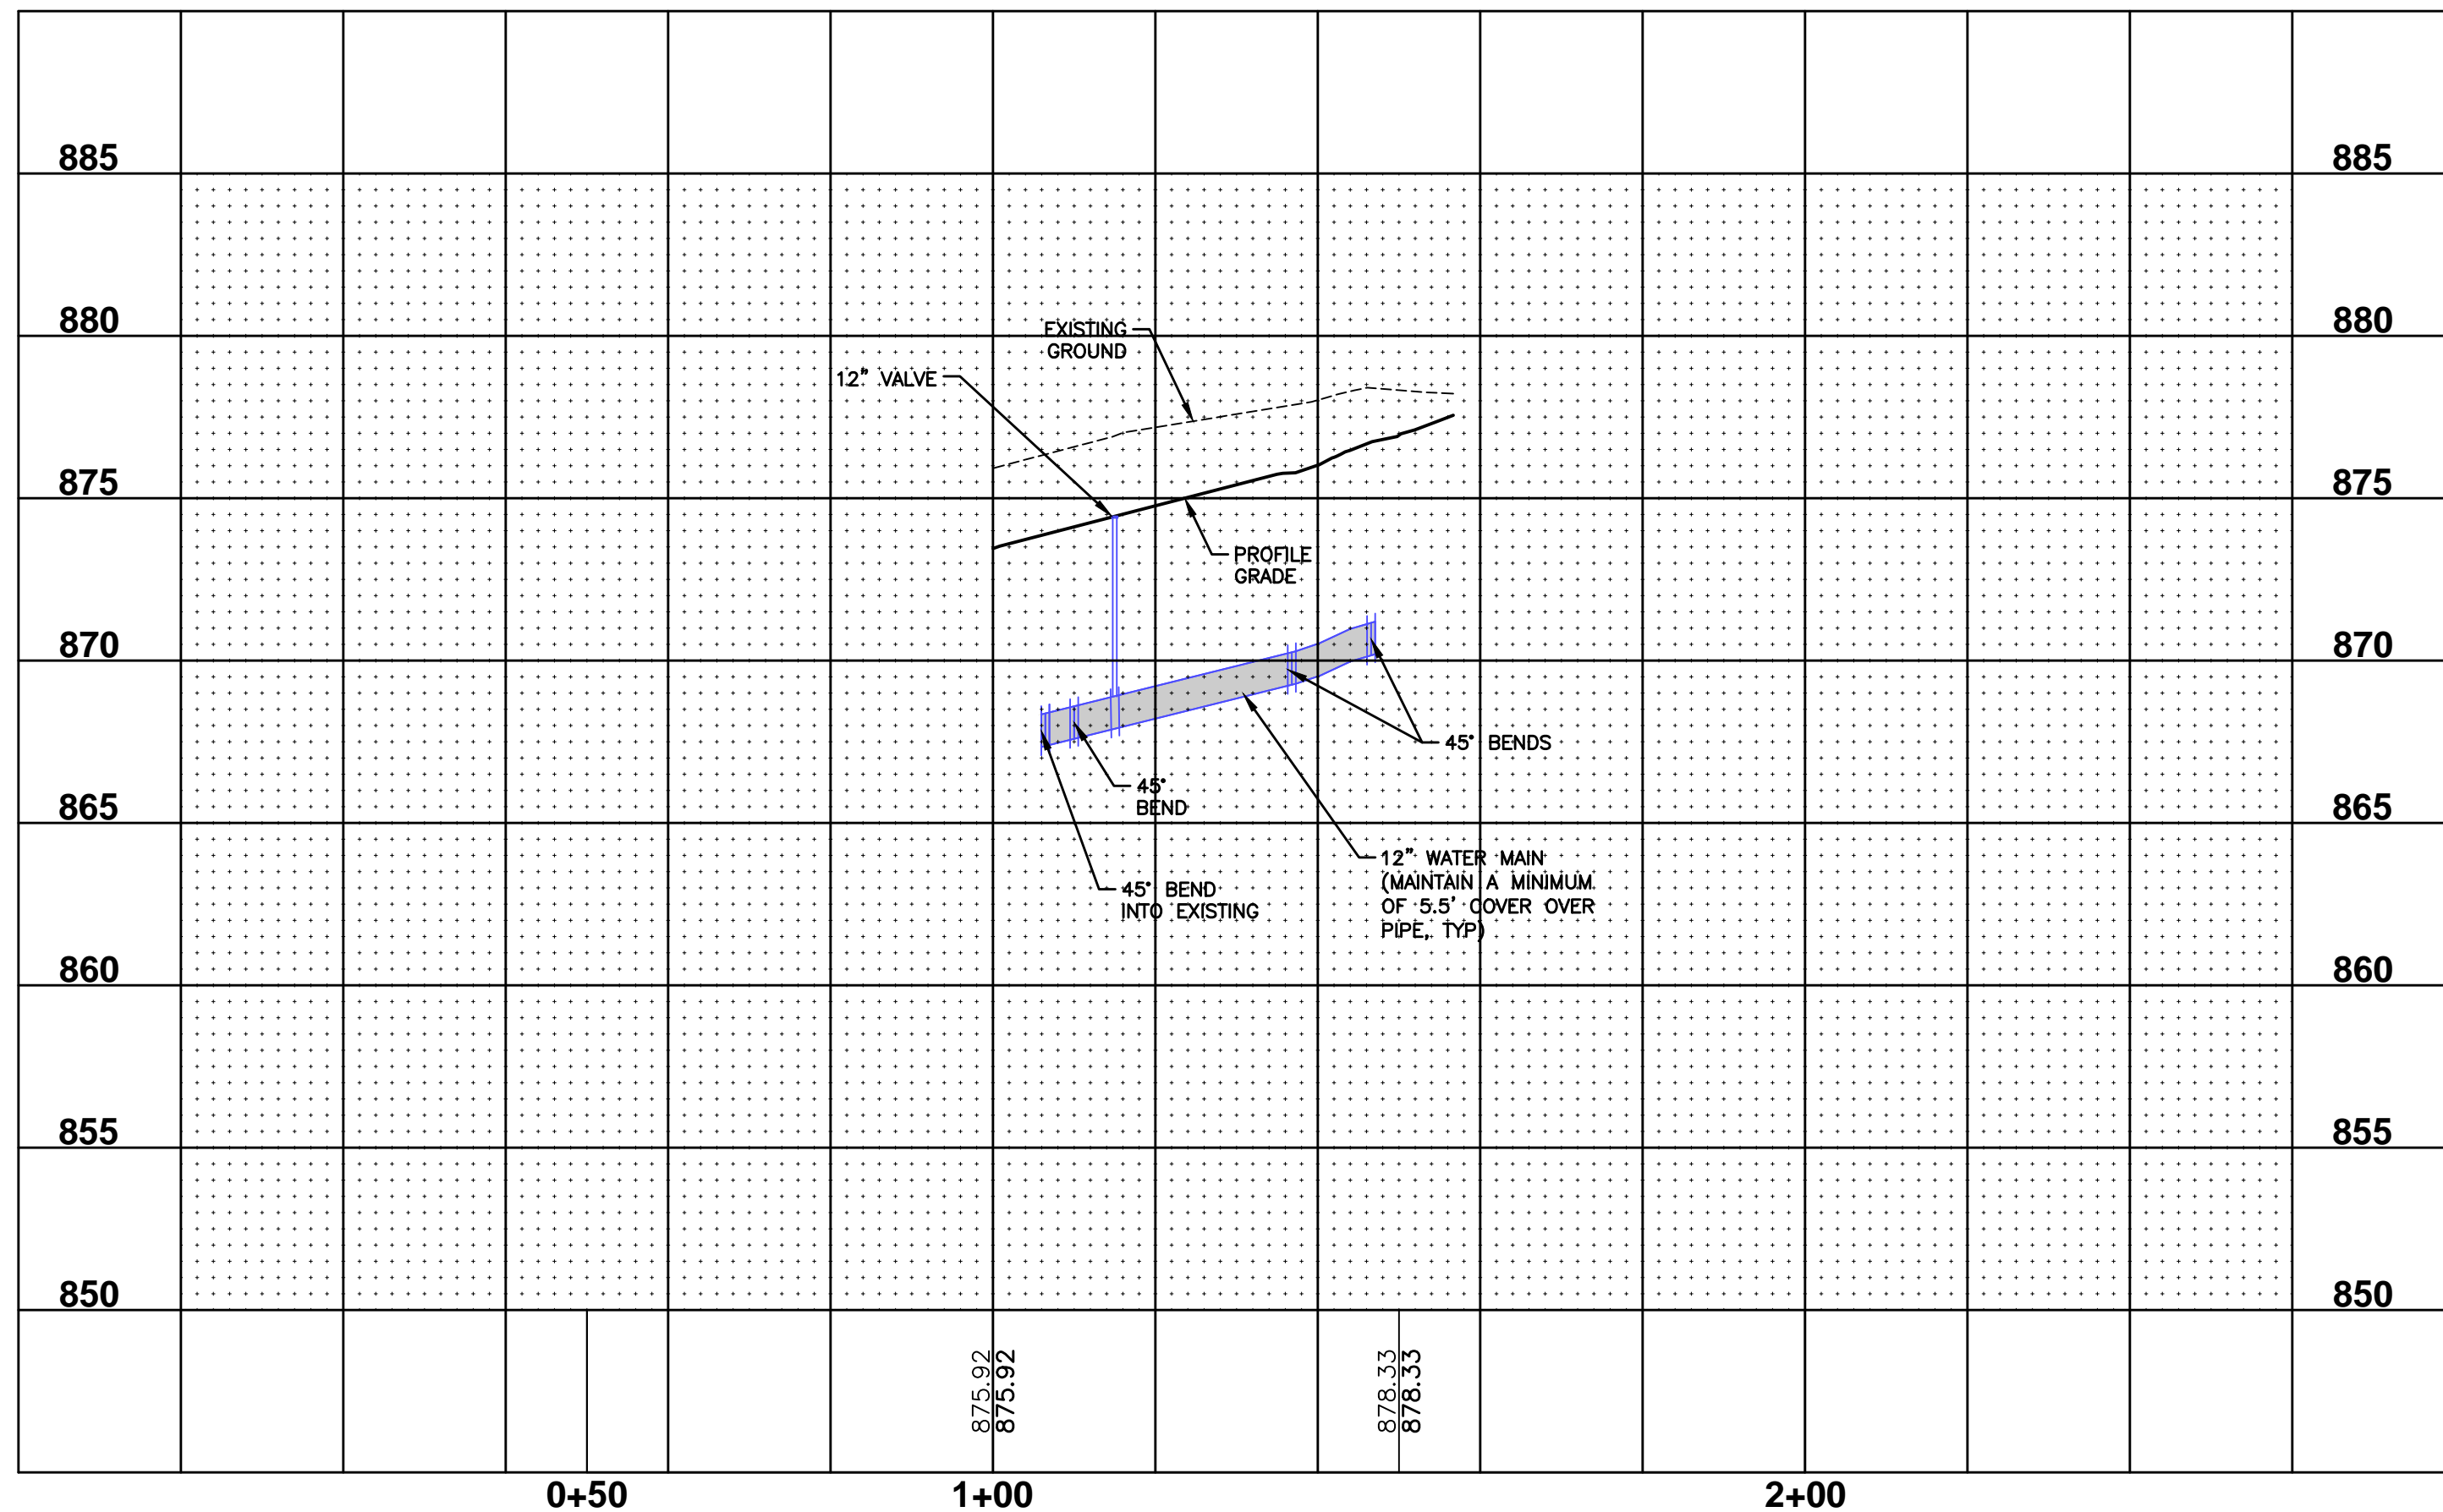 885
885
880
880
EXISTING
GROUND
12" VALVE
875
875
PROFILE
GRADE
870
870
45° BENDS
45°
BEND
865
865
12" WATER MAIN
(MAINTAIN A MINIMUM
OF 5.5' COVER OVER
PIPE, TYP)
45° BEND
INTO EXISTING
860
860
855
855
850
850
875.92
875.92
878.33
878.33
0+50
1+00
2+00